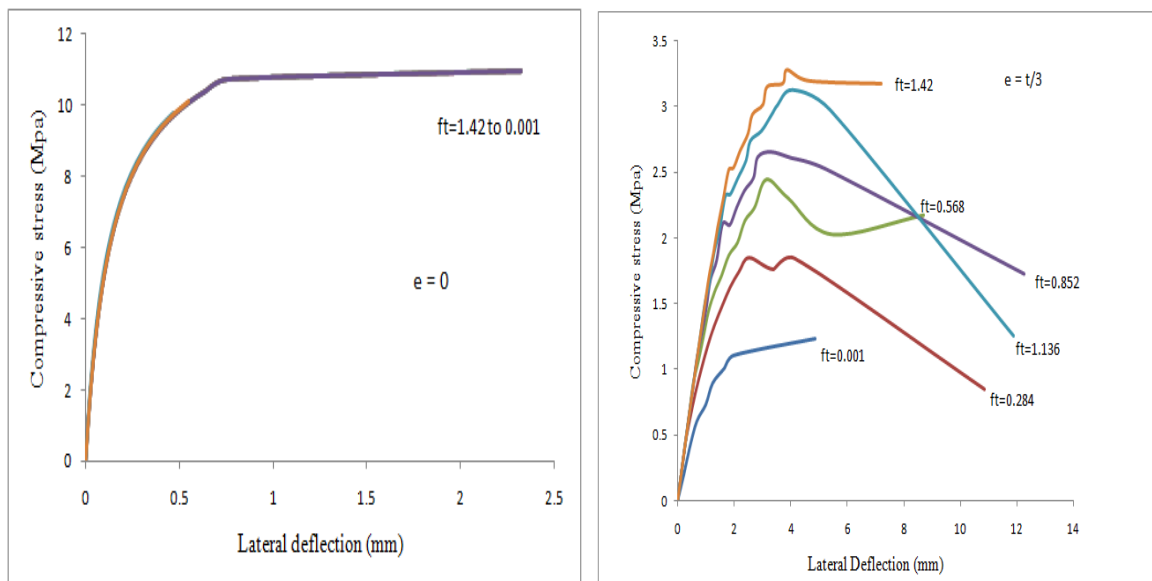 12
10
8
6
4
2
0
Compressive stress (Mpa)
ft=1.42 to 0.001
e = 0
0 0.5 1 1.5 2 2.5
Lateral deflection (mm)
3.5
3
2.5
2
1.5
1
0.5
0
Compressive stress (Mpa)
e = t/3
ft=1.42
ft=0.568
ft=0.852
ft=1.136
ft=0.001
ft=0.284
0 2 4 6 8 10 12 14
Lateral Deflection (mm)